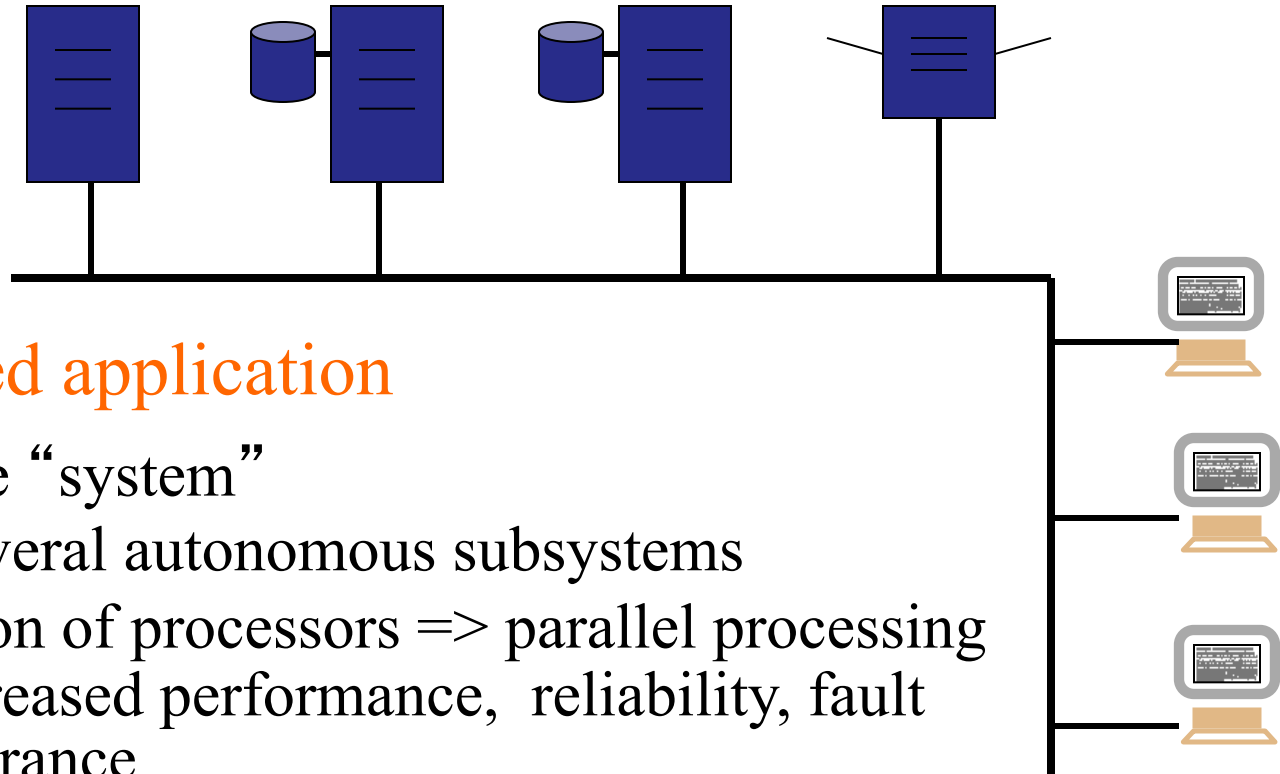 ed application
e “system”
veral autonomous subsystems
on of processors => parallel processing
reased performance, reliability, fault
rance